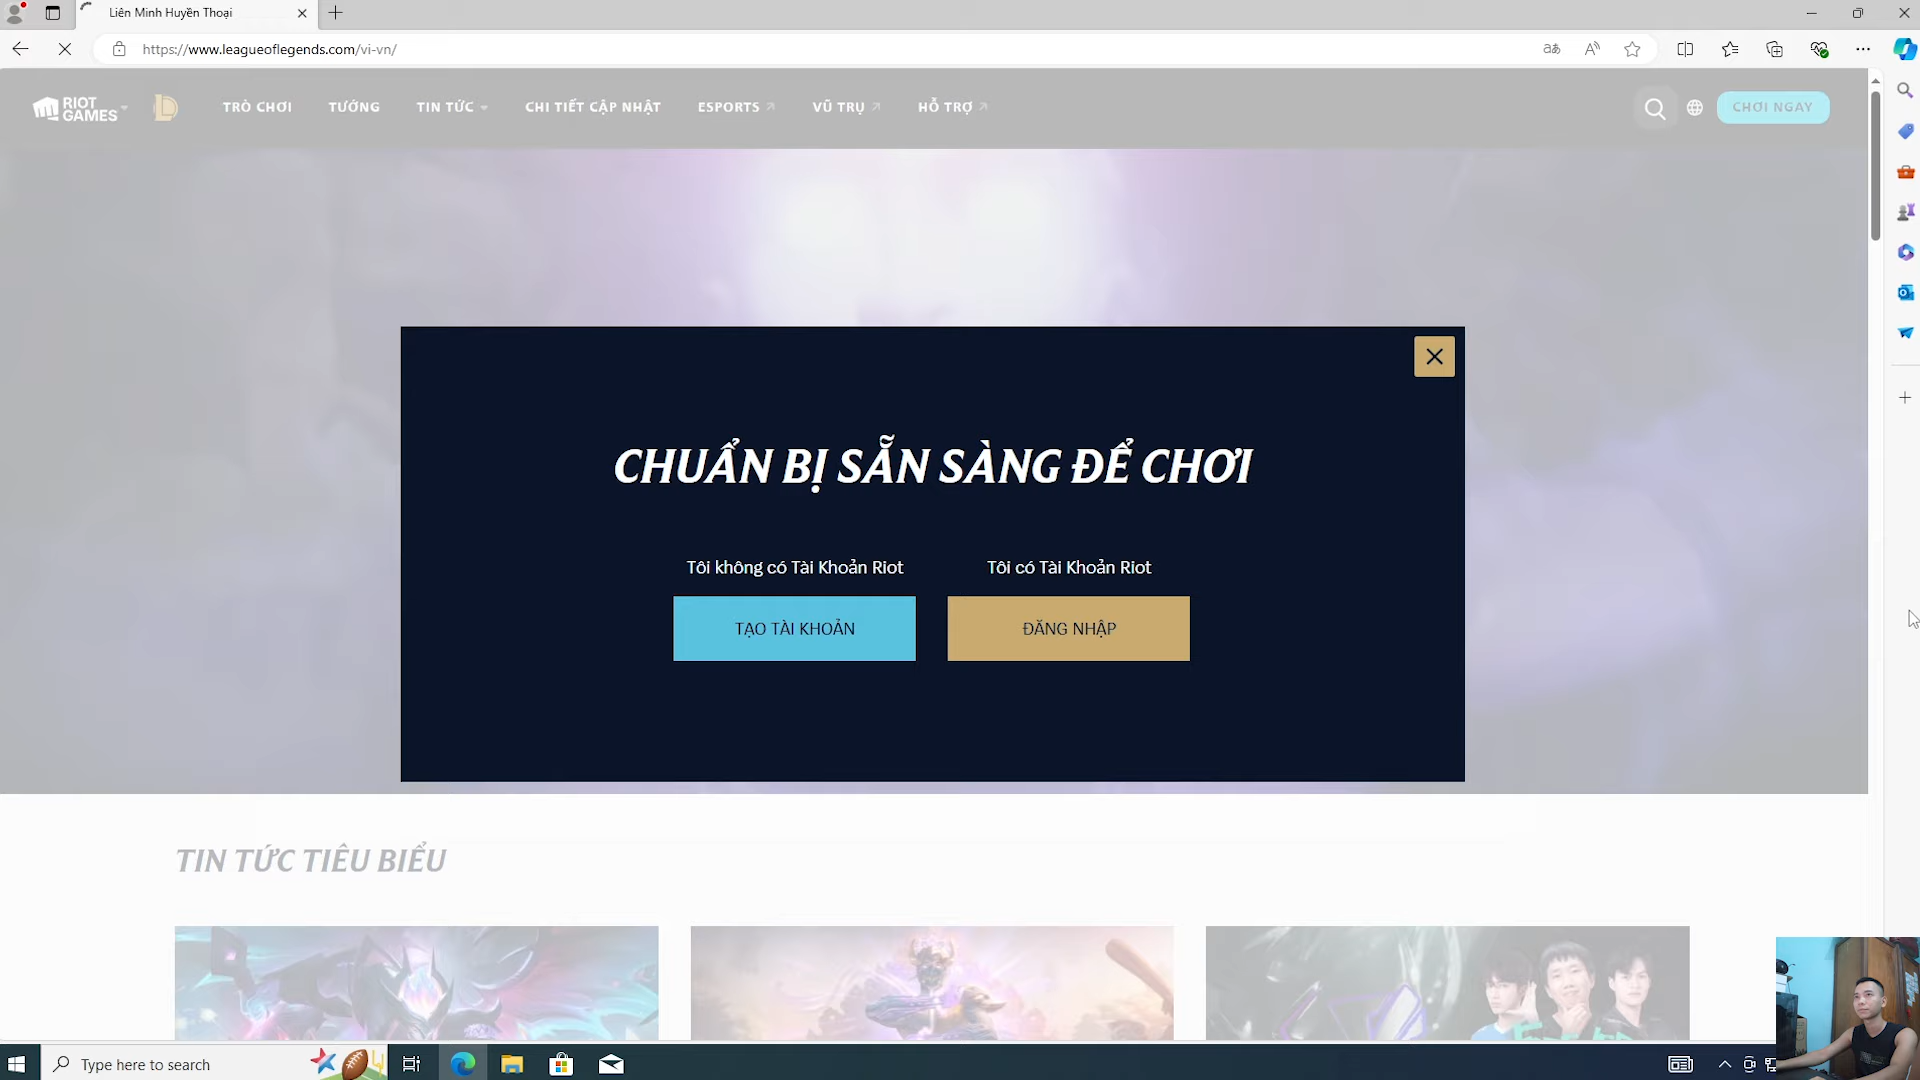 Liên Minh Huyền Thoại
https://www.leagueoflegends.com/vi-vn/
RIOT GAMES
TRÒ CHƠI
TƯỚNG
TIN TỨC
CHI TIẾT CẬP NHẬT
ESPORTS
VŨ TRỤ
HỖ TRỢ
CHƠI NGAY
CHUẨN BỊ SẴN SÀNG ĐỂ CHƠI
Tôi không có Tài Khoản Riot
Tôi có Tài Khoản Riot
TẠO TÀI KHOẢN
ĐĂNG NHẬP
TIN TỨC TIÊU BIỂU
Type here to search